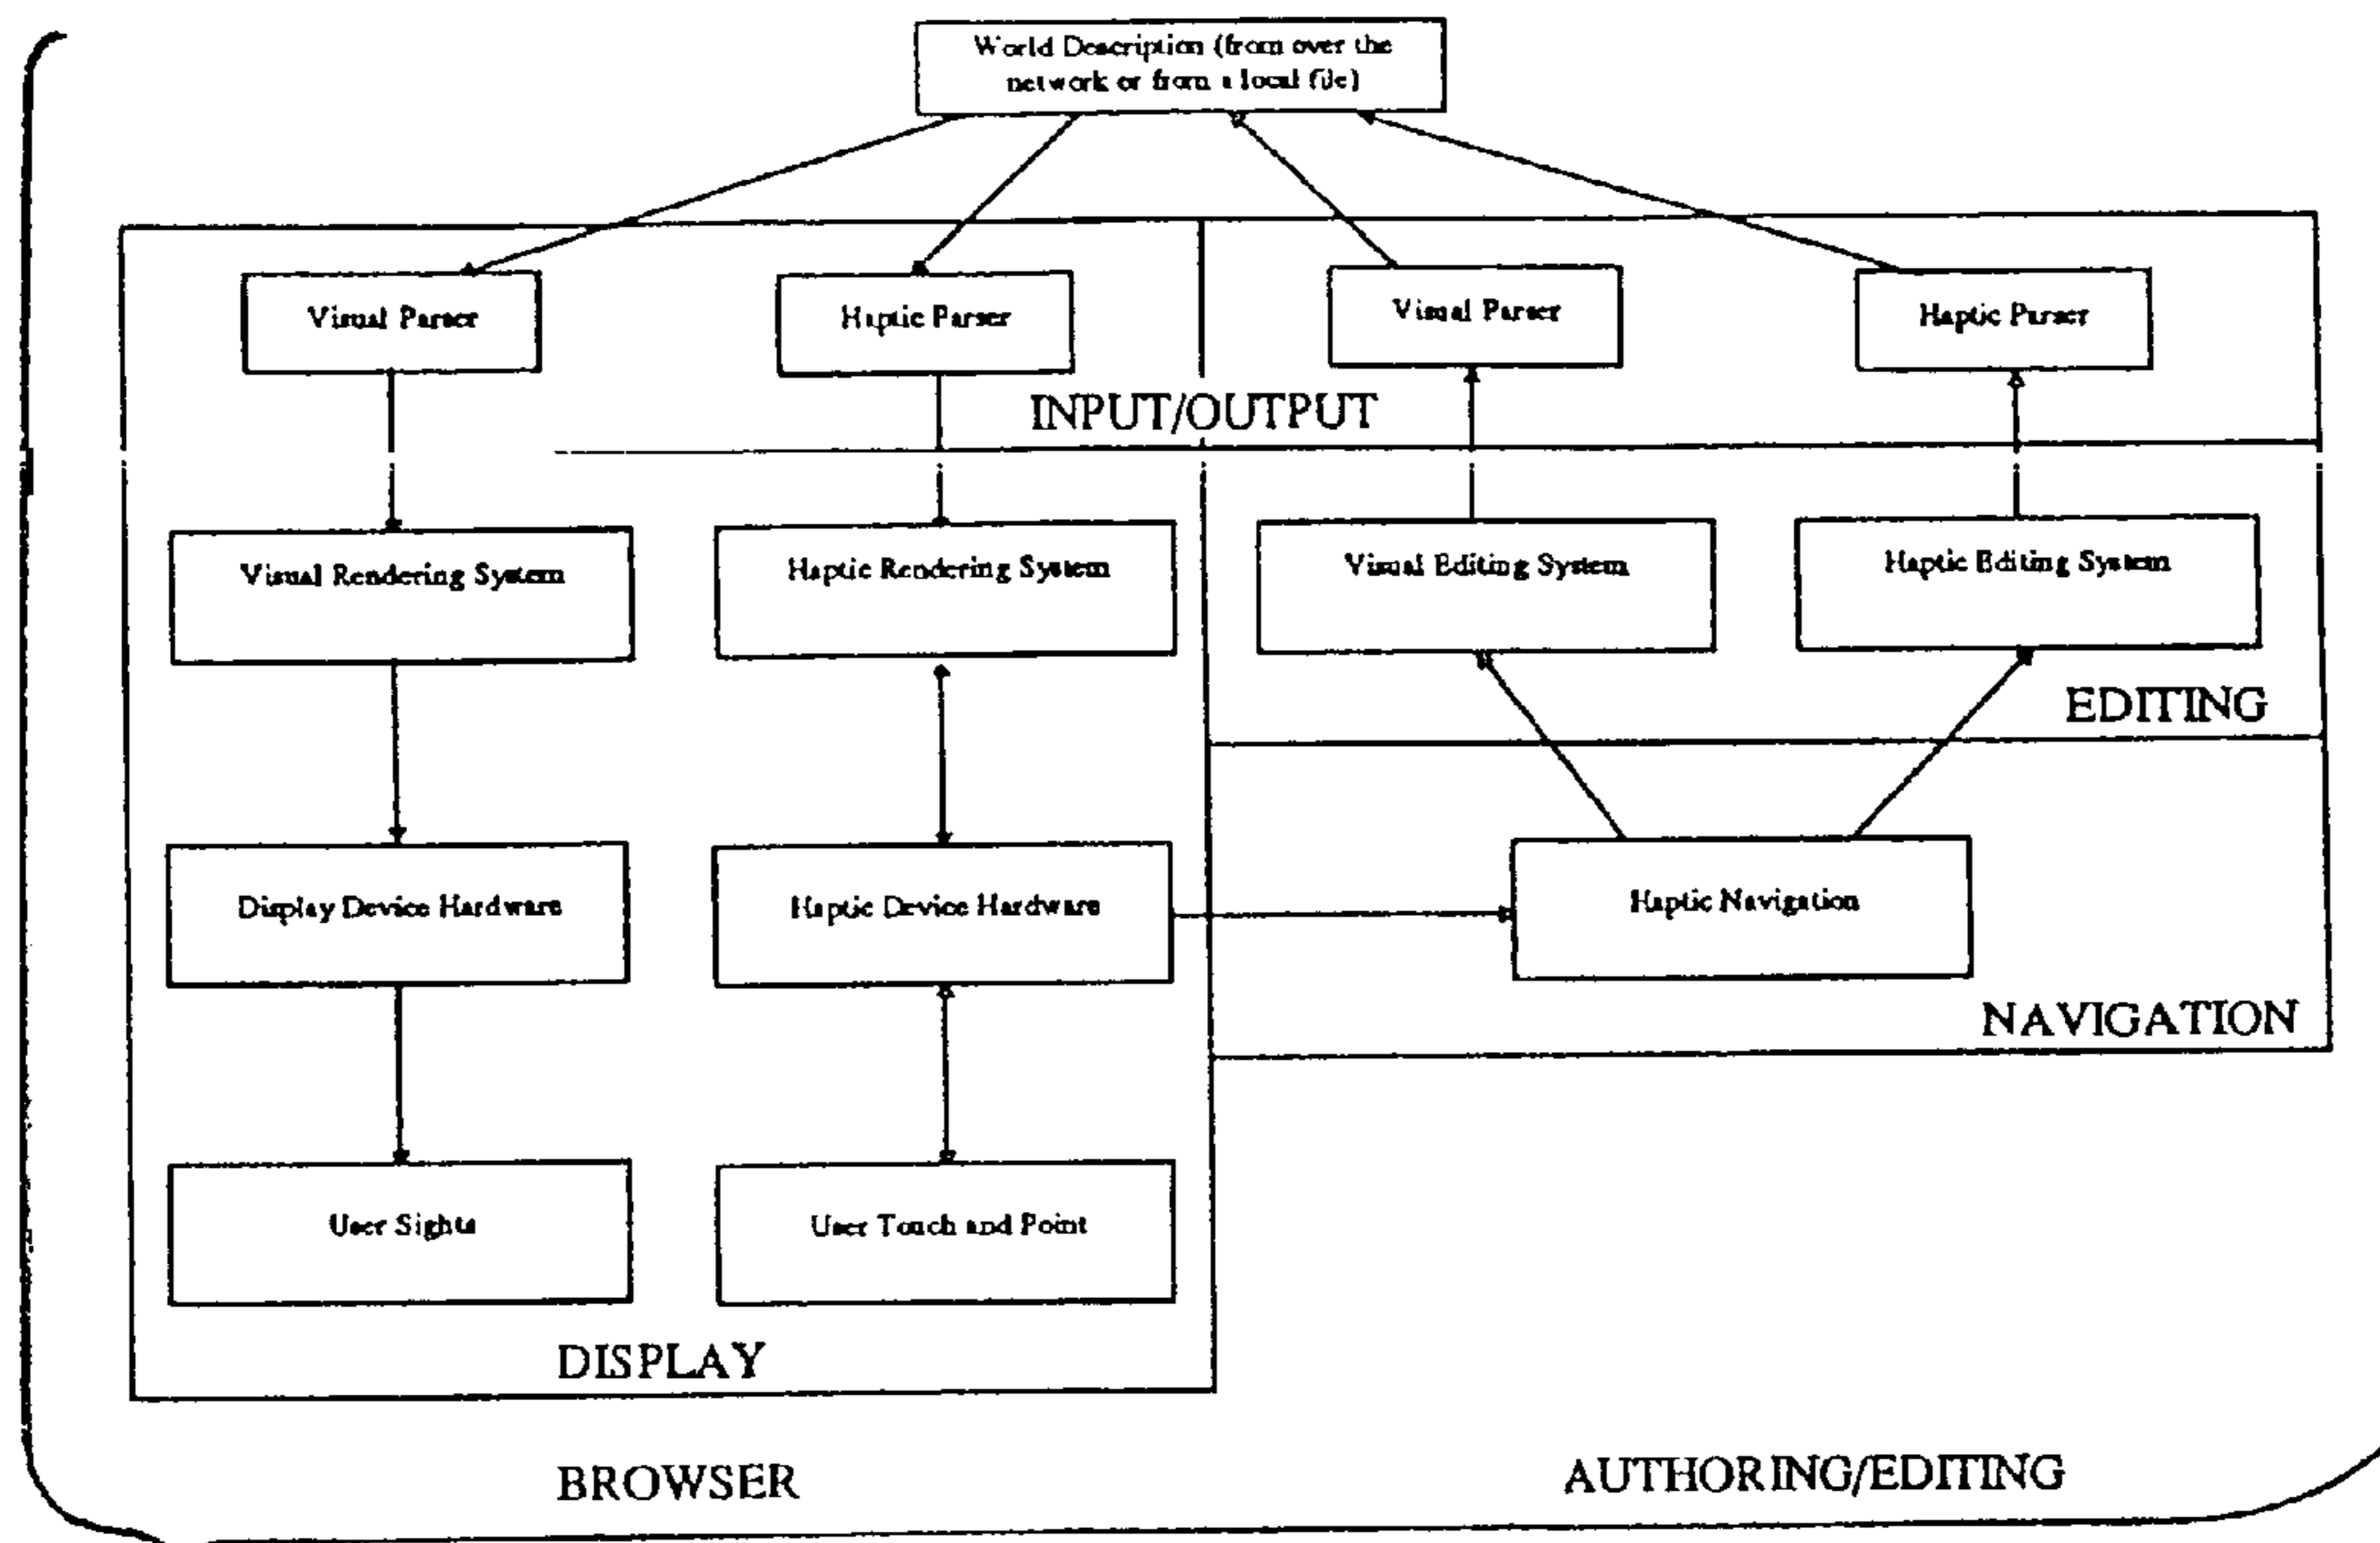 World Description (from over the
network or from a local file)
Visual Parser
Haptic Parser
Visual Parser
Haptic Parser
INPUT/OUTPUT
Visual Rendering System
Haptic Rendering System
Visual Editing System
Haptic Editing System
EDITING
Display Device Hardware
Haptic Device Hardware
Haptic Navigation
NAVIGATION
User Sights
User Touch and Point
DISPLAY
BROWSER
AUTHORING/EDITING